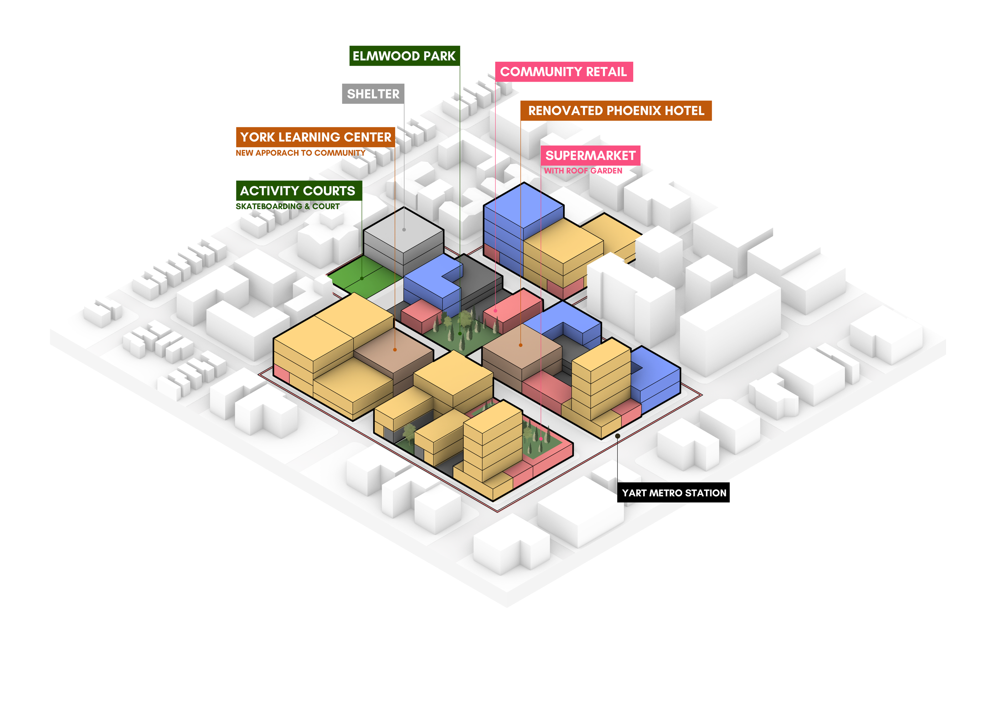 ELMWOOD PARK
COMMUNITY RETAIL
SHELTER
RENOVATED PHOENIX HOTEL
YORK LEARNING CENTER
NEW APPORACH TO COMMUNITY
SUPERMARKET
WITH ROOF GARDEN
ACTIVITY COURTS
SKATEBOARDING & COURT
YART METRO STATION